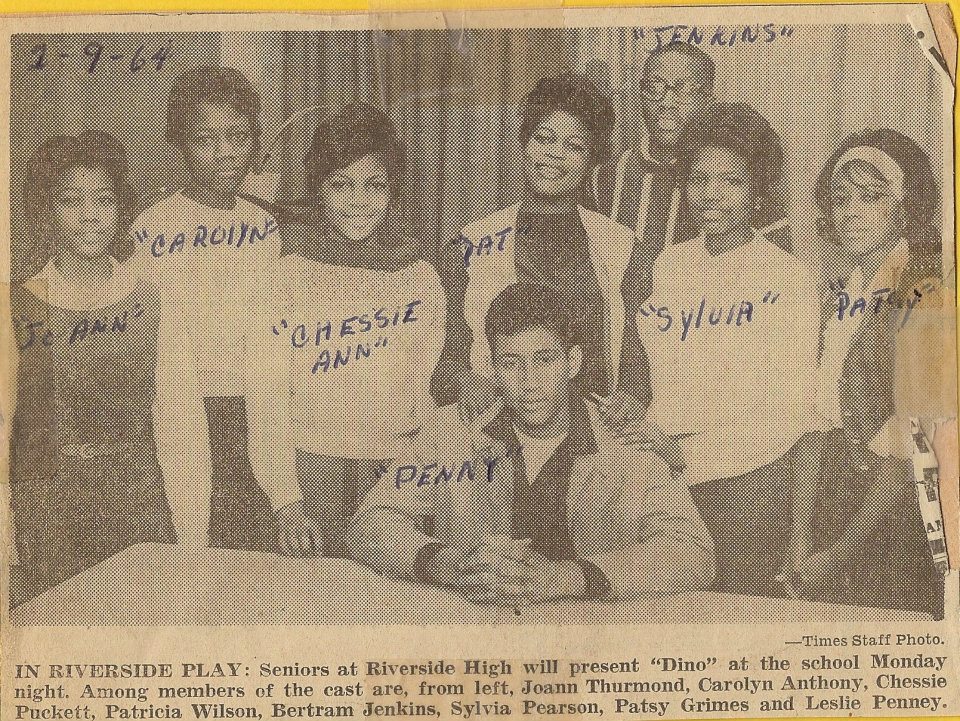 2-9-64
"JENKINS"
"CAROLYN"
"PAT"
"JO ANN"
"CHESSIE
ANN"
"SYLVIA"
"PATSY"
"PENNY"
AN
—Times Staff Photo.
IN RIVERSIDE PLAY: Seniors at Riverside High will present “Dino” at the school Monday
night. Among members of the cast are, from left, Joann Thurmond, Carolyn Anthony, Chessie
Puckett, Patricia Wilson, Bertram Jenkins, Sylvia Pearson, Patsy Grimes and Leslie Penney.